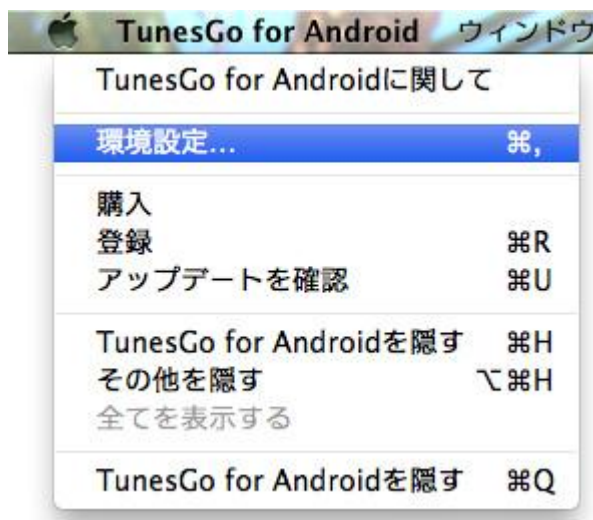 TunesGo for Android ウィンドウ
TunesGo for Androidに関して
環境設定... ⌘,
購入
登録 ⌘R
アップデートを確認 ⌘U
TunesGo for Androidを隠す ⌘H
その他を隠す ⌥⌘H
全てを表示する
TunesGo for Androidを隠す ⌘Q